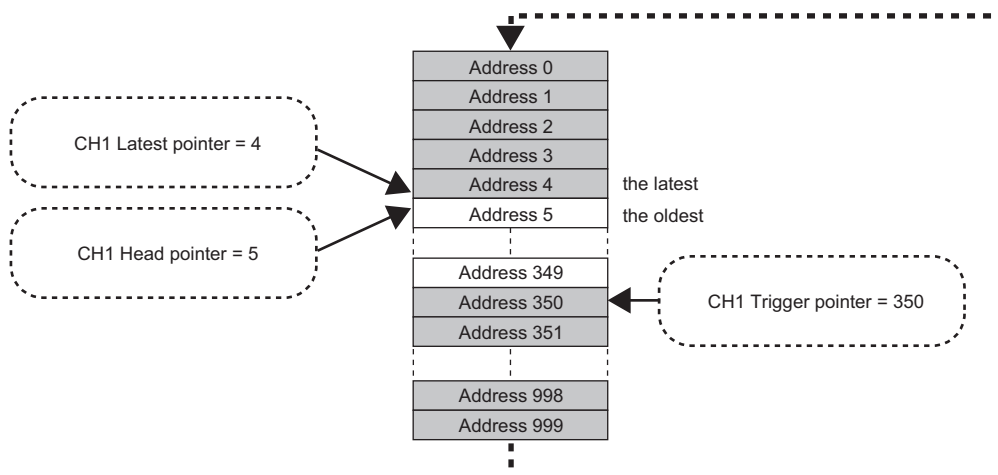 Address 0
Address 1
CH1 Latest pointer = 4
Address 2
Address 3
Address 4 the latest
Address 5 the oldest
CH1 Head pointer = 5
Address 349
Address 350
CH1 Trigger pointer = 350
Address 351
Address 998
Address 999